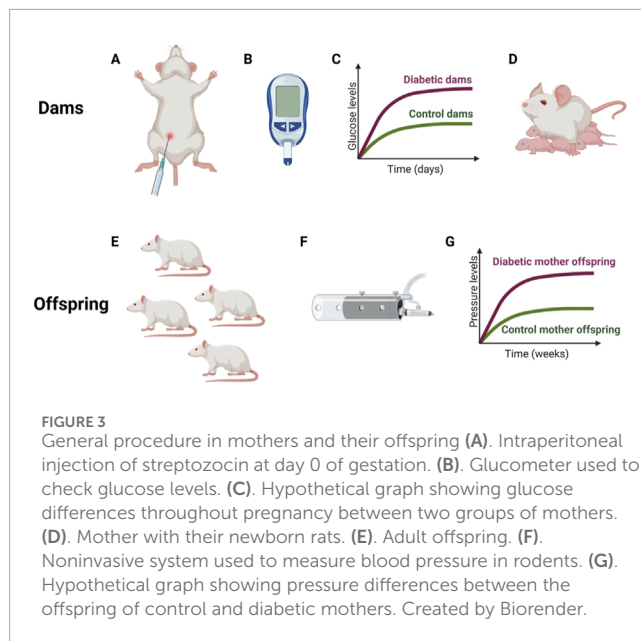 A
B
C
D
Dams
Glucose levels
Diabetic dams
Control dams
Time (days)
E
F
G
Offspring
Pressure levels
Diabetic mother offspring
Control mother offspring
Time (weeks)
FIGURE 3
General procedure in mothers and their offspring (A). Intraperitoneal
injection of streptozocin at day 0 of gestation. (B). Glucometer used to
check glucose levels. (C). Hypothetical graph showing glucose
differences throughout pregnancy between two groups of mothers.
(D). Mother with their newborn rats. (E). Adult offspring. (F).
Noninvasive system used to measure blood pressure in rodents. (G).
Hypothetical graph showing pressure differences between the
offspring of control and diabetic mothers. Created by Biorender.